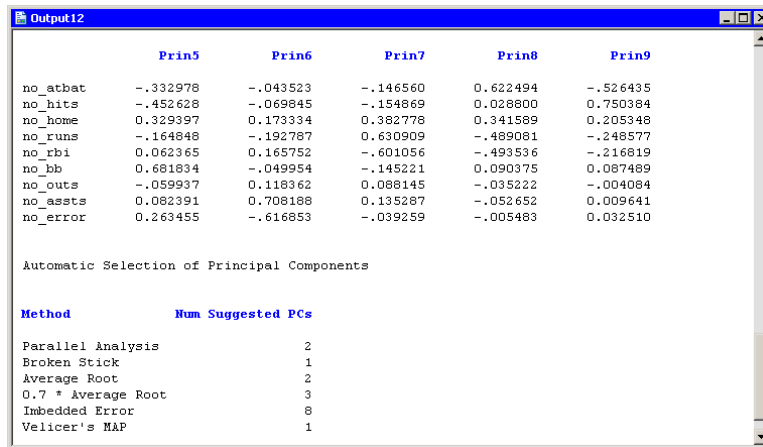 Output12
Prin5 Prin6 Prin7 Prin8 Prin9
no_atbat -.332978 -.043523 -.146560 0.622494 -.526435
no_hits -.452628 -.069845 -.154869 0.028800 0.750384
no_home 0.329397 0.173334 0.382778 0.341589 0.205348
no_runs -.164848 -.192787 0.630909 -.489081 -.248577
no_rbi 0.062365 0.165752 -.601056 -.493536 -.216819
no_bb 0.681834 -.049954 -.145221 0.090375 0.087489
no_outs -.059937 0.118362 0.088145 -.035222 -.004084
no_assts 0.082391 0.708188 0.135287 -.052652 0.009641
no_error 0.263455 -.616853 -.039259 -.005483 0.032510
Automatic Selection of Principal Components
Method Num Suggested PCs
Parallel Analysis 2
Broken Stick 1
Average Root 2
0.7 * Average Root 3
Imbedded Error 8
Velicer's MAP 1